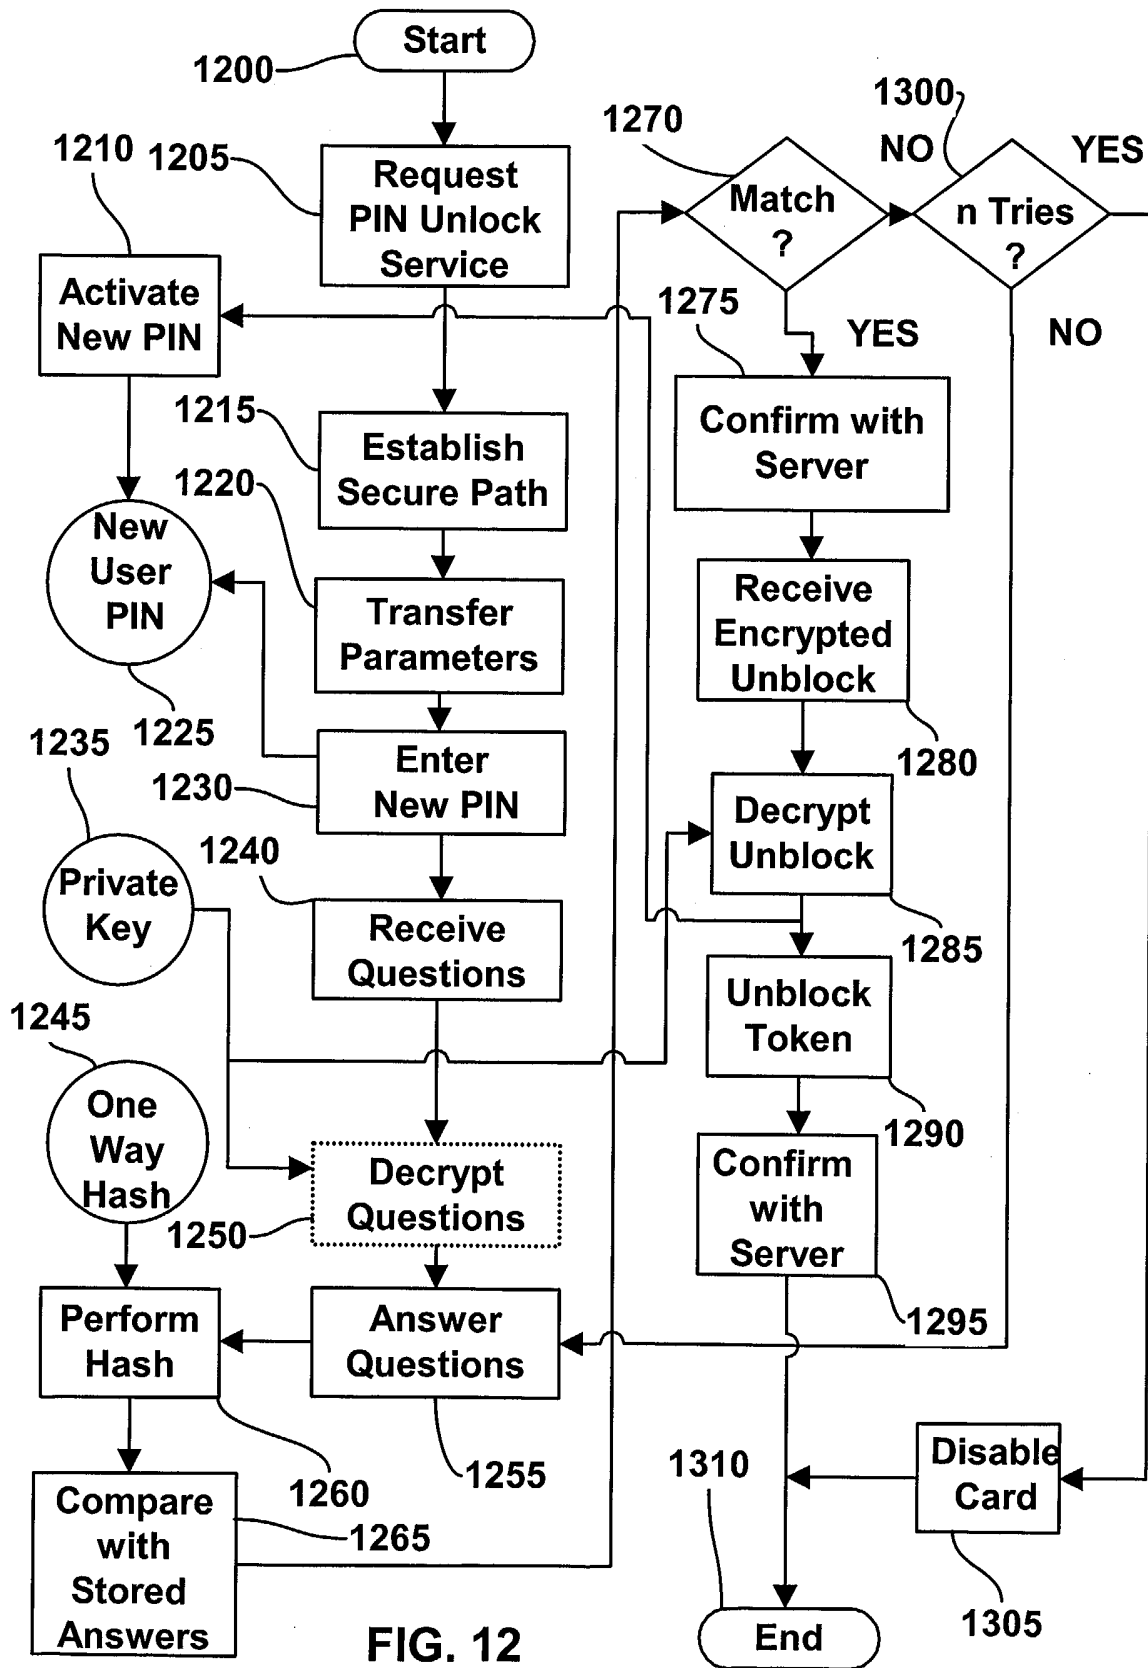 Start
1200
1210
1205
Request
PIN Unlock
Service
Activate
New PIN
1215
Establish
Secure Path
1220
New
User
PIN
Transfer
Parameters
1225
1235
Enter
New PIN
1230
Private
Key
1240
Receive
Questions
1245
One
Way
Hash
Decrypt
Questions
1250
Perform
Hash
Answer
Questions
1260
1255
Compare
with
Stored
Answers
1265
1270
Match
?
NO
1300
n Tries
?
YES
1275
YES
NO
Confirm with
Server
Receive
Encrypted
Unblock
1280
Decrypt
Unblock
1285
Unblock
Token
1290
Confirm
with
Server
1295
Disable
Card
1305
1310
End
FIG. 12